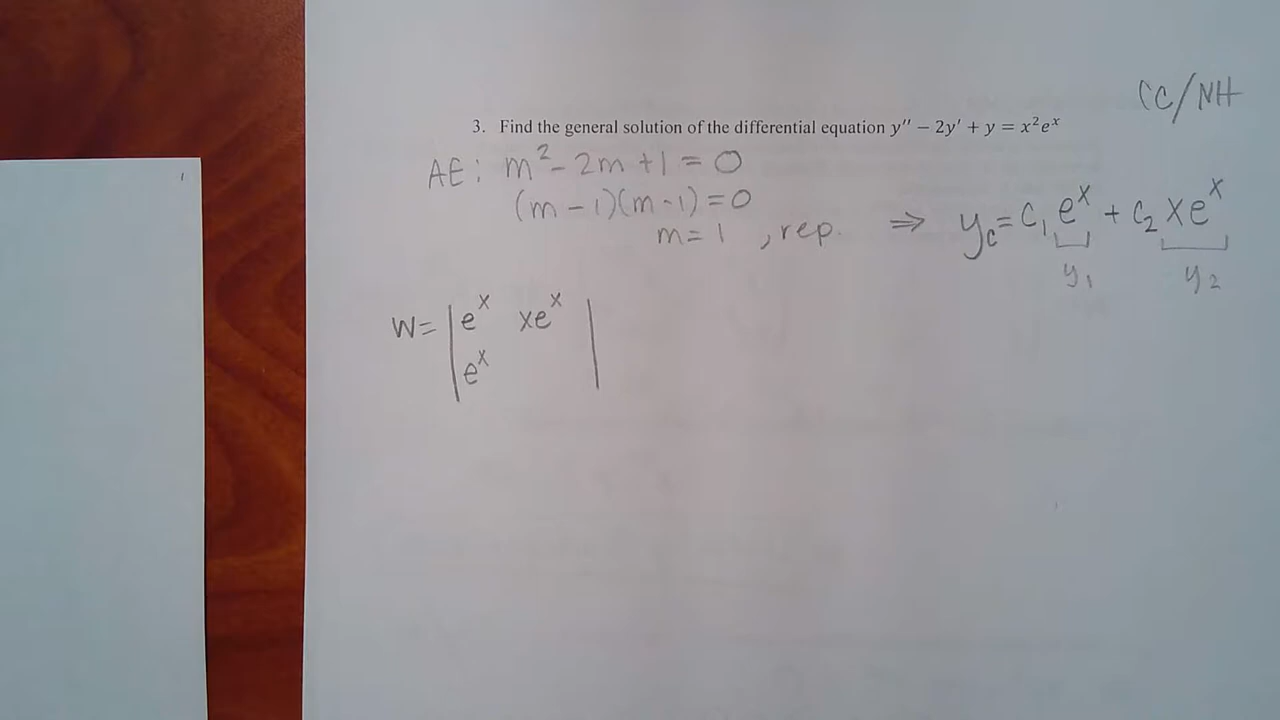 CC/NH
3. Find the general solution of the differential equation y'' − 2y' + y = x²eˣ
AE: m² - 2m + 1 = 0
(m - 1)(m - 1) = 0
m = 1 , rep. ⇒ y_c = c₁eˣ + c₂xeˣ
y₁ y₂
W = | eˣ xeˣ |
| eˣ |